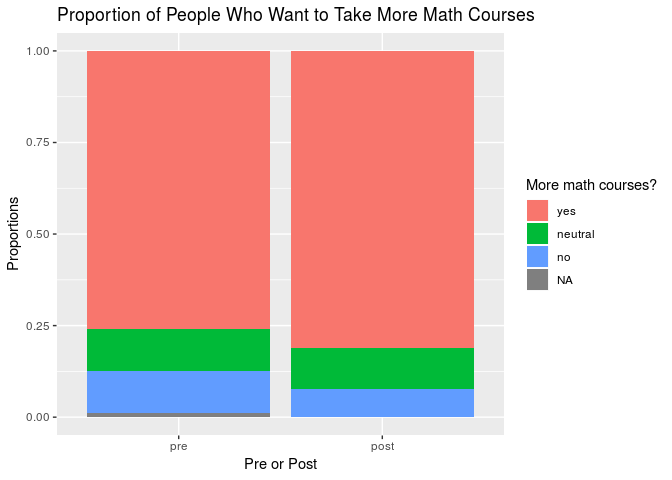 Proportion of People Who Want to Take More Math Courses
1.00
0.75
0.50
0.25
0.00
Proportions
pre
post
Pre or Post
More math courses?
yes
neutral
no
NA